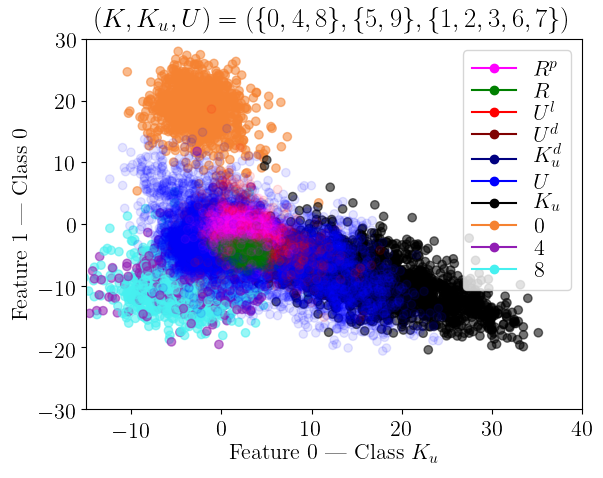 (K, K_u, U) = ({0, 4, 8}, {5, 9}, {1, 2, 3, 6, 7})
30
20
10
0
−10
−20
−30
Feature 1 — Class 0
R^p
R
U^l
U^d
K_u^d
U
K_u
0
4
8
−10 0 10 20 30 40
Feature 0 — Class K_u